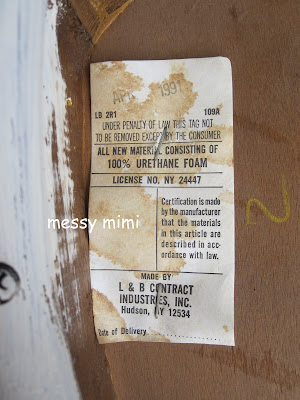 APR 1991
LB 2R1 109A
UNDER PENALTY OF LAW THIS TAG NOT
TO BE REMOVED EXCEPT BY THE CONSUMER
ALL NEW MATERIAL CONSISTING OF
100% URETHANE FOAM
LICENSE NO. NY 24447
Certification is made
by the manufacturer
that the materials
in this article are
described in acc-
ordance with law.
messy mimi
MADE BY
L & B CONTRACT
INDUSTRIES, INC.
Hudson, NY 12534
Date of Delivery